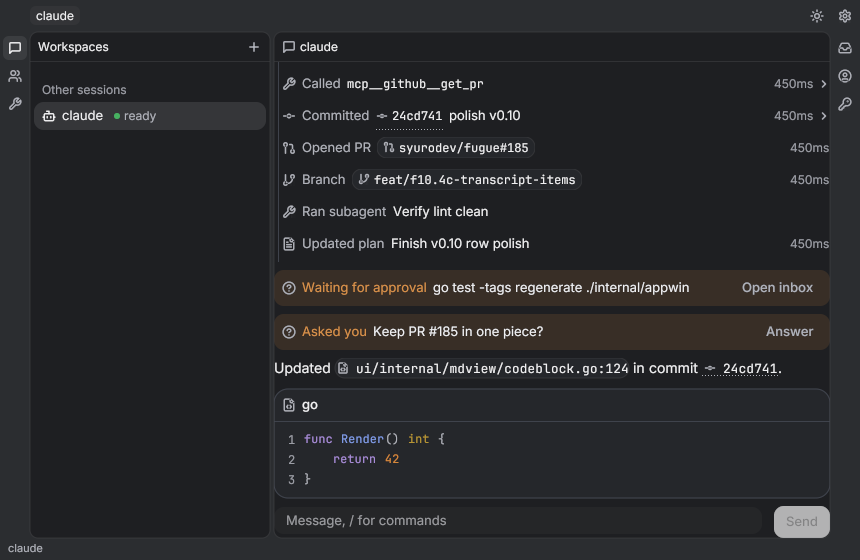 claude
Workspaces
claude
Other sessions
claude ready
Called mcp__github__get_pr 450ms
Committed 24cd741 polish v0.10 450ms
Opened PR syurodev/fugue#185 450ms
Branch feat/f10.4c-transcript-items 450ms
Ran subagent Verify lint clean
Updated plan Finish v0.10 row polish 450ms
Waiting for approval go test -tags regenerate ./internal/appwin Open inbox
Asked you Keep PR #185 in one piece? Answer
Updated ui/internal/mdview/codeblock.go:124 in commit 24cd741.
go
1 func Render() int {
2     return 42
3 }
Message, / for commands
Send
claude